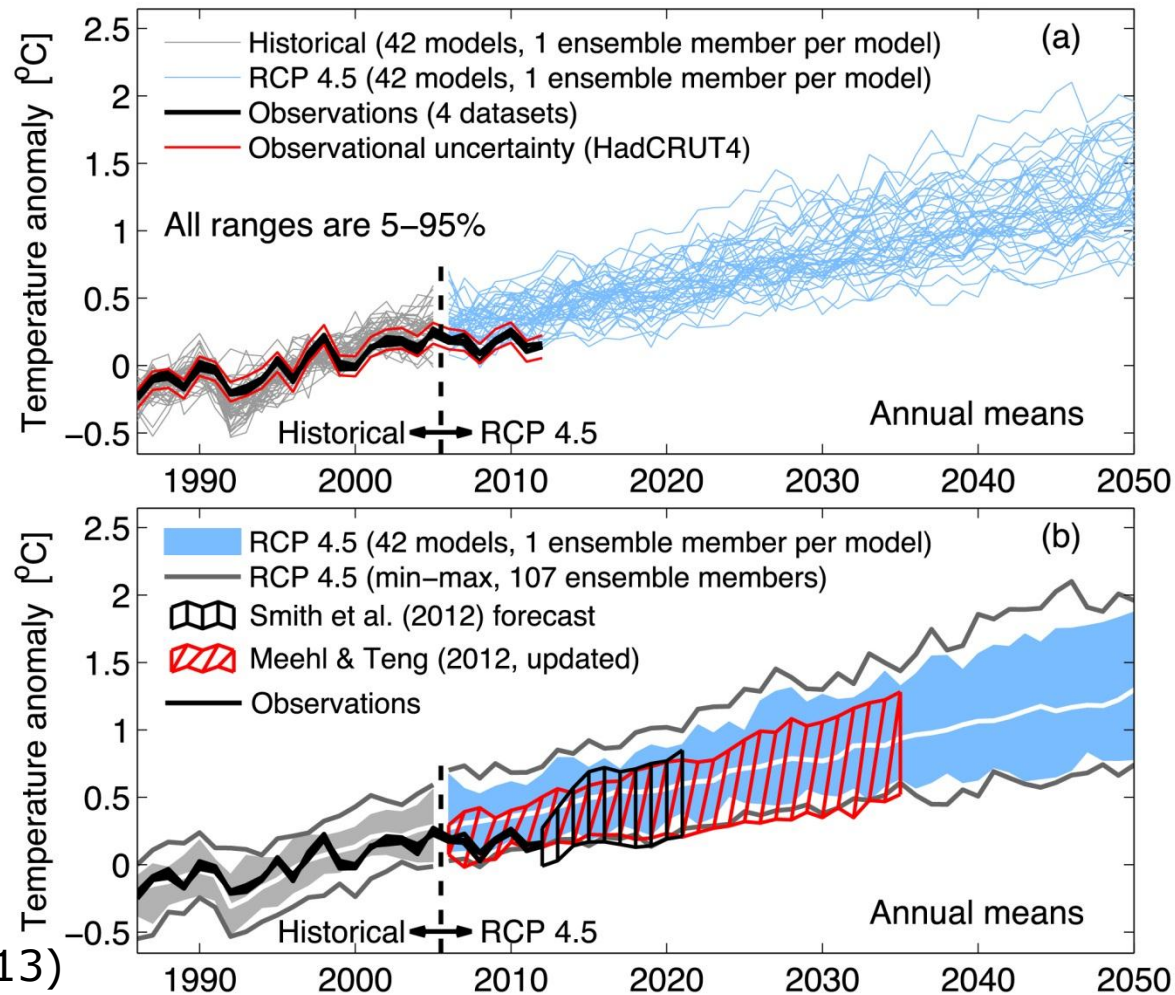 2.5
2
1.5
1
0.5
0
−0.5
Temperature anomaly [ºC]
(a)
Historical (42 models, 1 ensemble member per model)
RCP 4.5 (42 models, 1 ensemble member per model)
Observations (4 datasets)
Observational uncertainty (HadCRUT4)
All ranges are 5–95%
Historical RCP 4.5
Annual means
1990 2000 2010 2020 2030 2040 2050
2.5
2
1.5
1
0.5
0
−0.5
Temperature anomaly [ºC]
(b)
RCP 4.5 (42 models, 1 ensemble member per model)
RCP 4.5 (min−max, 107 ensemble members)
Smith et al. (2012) forecast
Meehl & Teng (2012, updated)
Observations
Historical RCP 4.5
Annual means
13)
1990 2000 2010 2020 2030 2040 2050